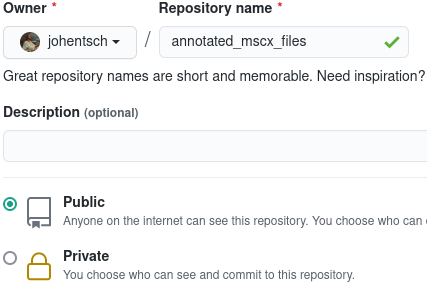 Owner * Repository name *
johentsch / annotated_mscx_files
Great repository names are short and memorable. Need inspiration?
Description (optional)
Public
Anyone on the internet can see this repository. You choose who can
Private
You choose who can see and commit to this repository.